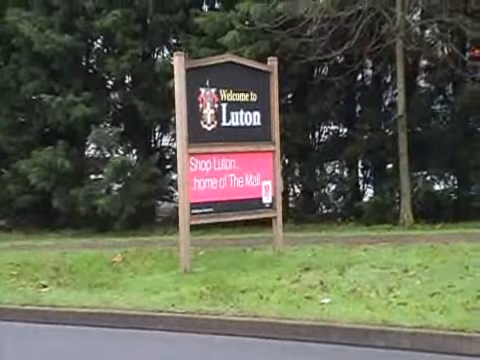 Welcome to
Luton
Shop Luton...
...home of The Mall